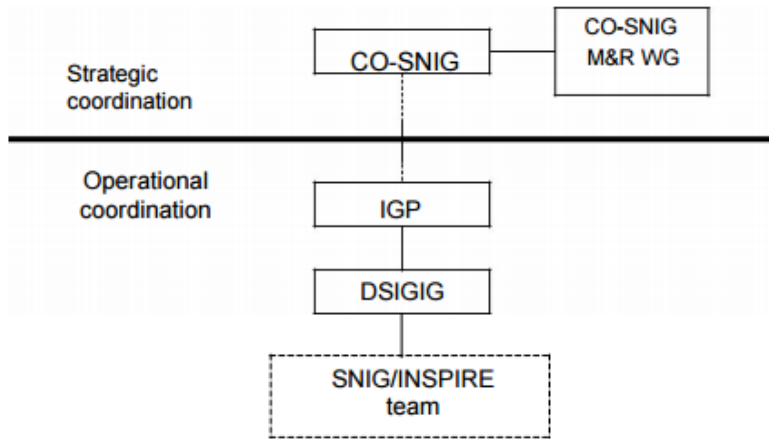 CO-SNIG
CO-SNIG
M&R WG
Strategic
coordination
Operational
coordination
IGP
DSIGIG
SNIG/INSPIRE
team